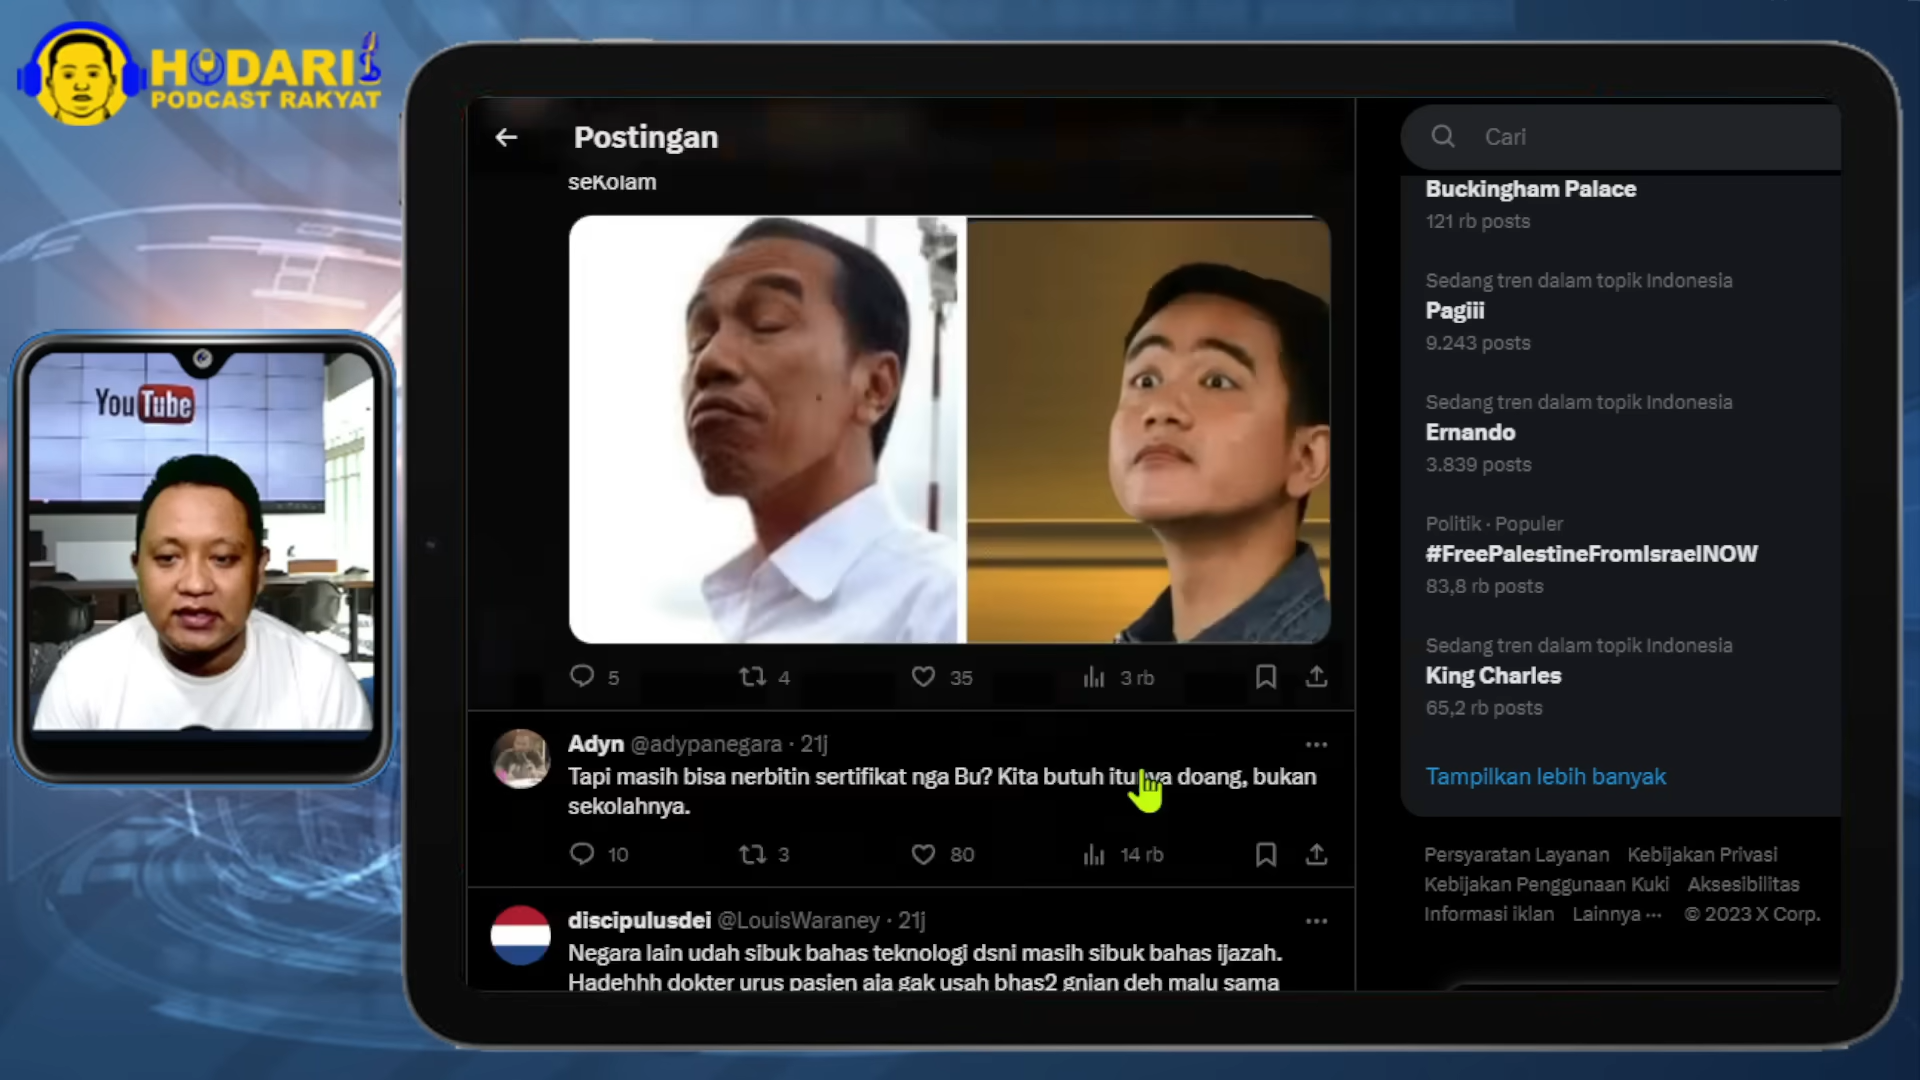 HODARI
PODCAST RAKYAT
YouTube
Postingan
seKolam
5
4
35
3 rb
Adyn @adypanegara · 21j
Tapi masih bisa nerbitin sertifikat nga Bu? Kita butuh itu ya doang, bukan
sekolahnya.
10
3
80
14 rb
discipulusdei @LouisWaraney · 21j
Negara lain udah sibuk bahas teknologi dsni masih sibuk bahas ijazah.
Hadehhh dokter urus pasien aja gak usah bhas2 gnian deh malu sama
Cari
Buckingham Palace
121 rb posts
Sedang tren dalam topik Indonesia
Pagiii
9.243 posts
Sedang tren dalam topik Indonesia
Ernando
3.839 posts
Politik · Populer
#FreePalestineFromIsraelNOW
83,8 rb posts
Sedang tren dalam topik Indonesia
King Charles
65,2 rb posts
Tampilkan lebih banyak
Persyaratan Layanan Kebijakan Privasi
Kebijakan Penggunaan Kuki Aksesibilitas
Informasi iklan Lainnya ··· © 2023 X Corp.